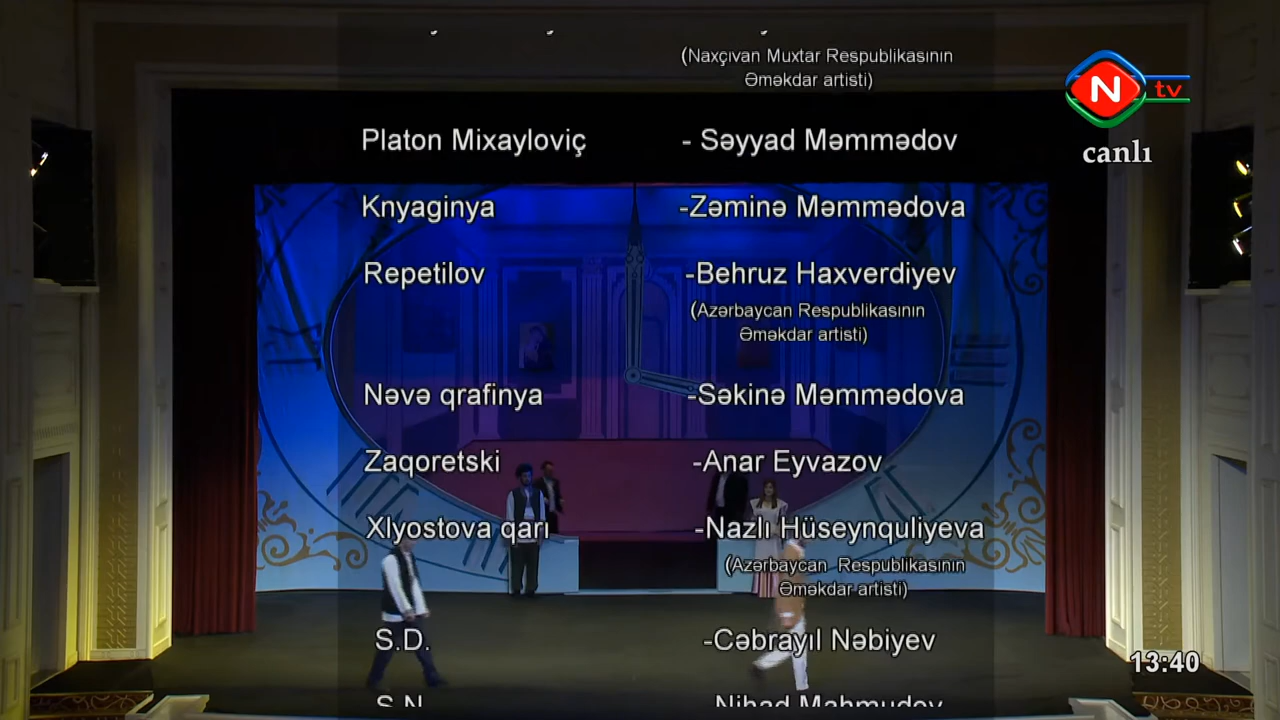 (Naxçıvan Muxtar Respublikasının
Əməkdar artisti)
N tv
canlı
Platon Mixayloviç - Səyyad Məmmədov
Knyaginya -Zəminə Məmmədova
Repetilov -Behruz Haxverdiyev
(Azərbaycan Respublikasının
Əməkdar artisti)
Nəvə qrafinya -Səkinə Məmmədova
Zaqoretski -Anar Eyvazov
Xlyostova qarı -Nazlı Hüseynquliyeva
(Azərbaycan Respublikasının
Əməkdar artisti)
S.D. -Cəbrayıl Nəbiyev
13:40
S.N. Nihad Mahmudov